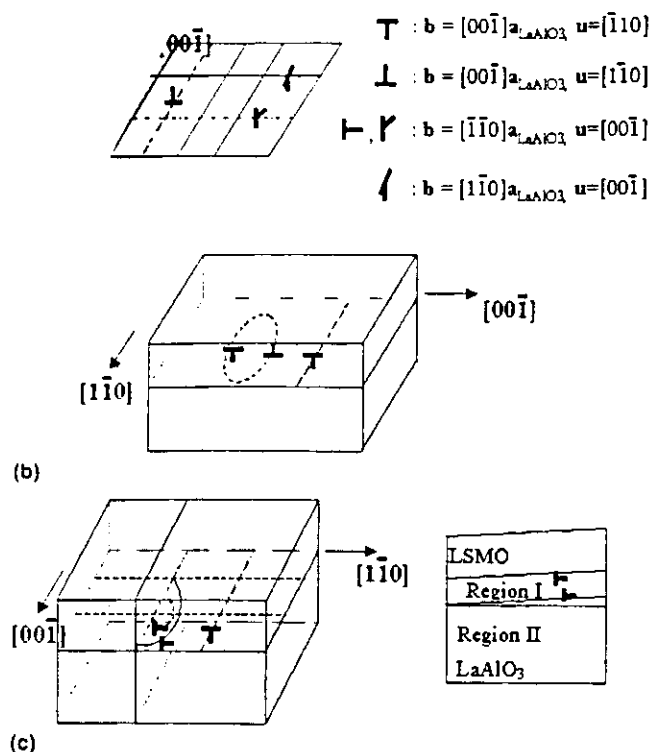 [001̄]
: b = [001̄]a_LaAlO3, u=[1̄10]
: b = [001̄]a_LaAlO3, u=[11̄0]
, : b = [1̄1̄0]a_LaAlO3, u=[001̄]
: b = [11̄0]a_LaAlO3, u=[001̄]
[001̄]
[11̄0]
(b)
[11̄0]
[001̄]
LSMO
Region I
Region II
LaAlO3
(c)